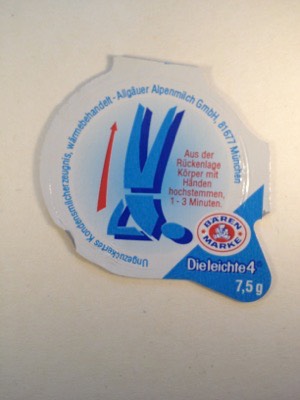 Ungezuckertes Kondensmilcherzeugnis, wärmebehandelt - Allgäuer Alpenmilch GmbH, 81677 München
Aus der
Rückenlage
Körper mit
Händen
hochstemmen,
1 - 3 Minuten.
BÄREN
MARKE
Die leichte 4
7,5 g